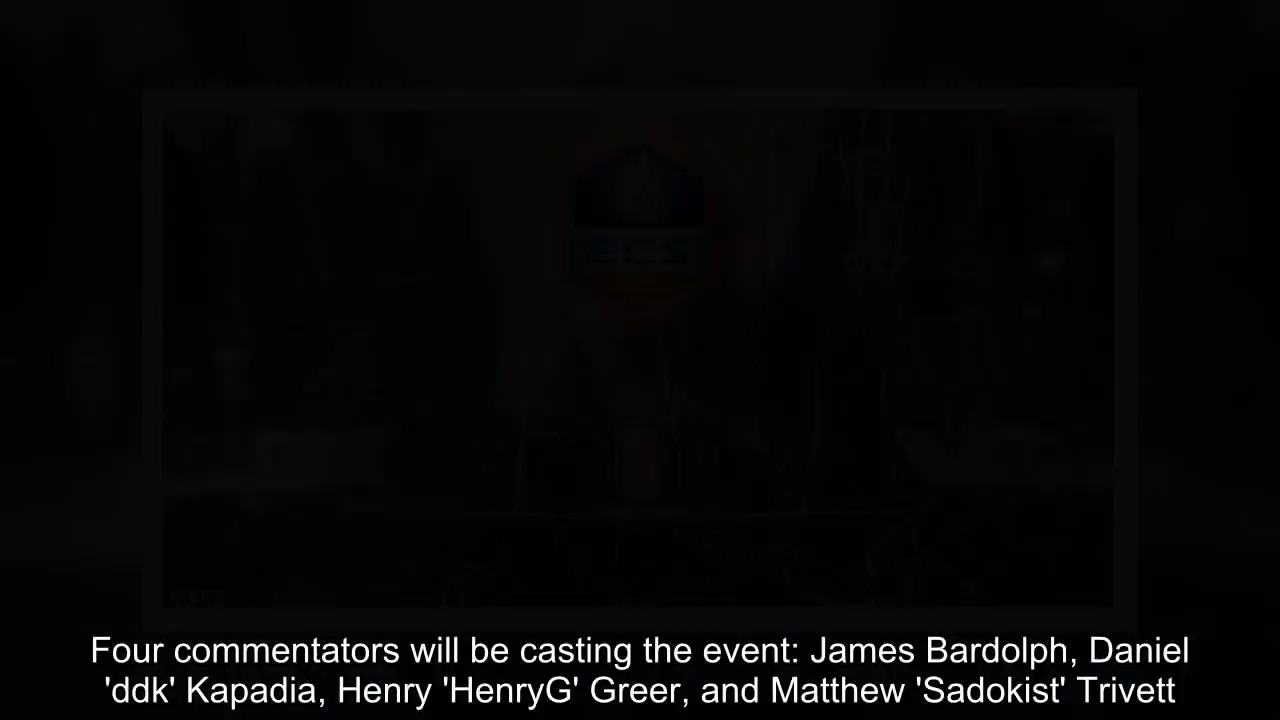 ECS
Four commentators will be casting the event: James Bardolph, Daniel
'ddk' Kapadia, Henry 'HenryG' Greer, and Matthew 'Sadokist' Trivett